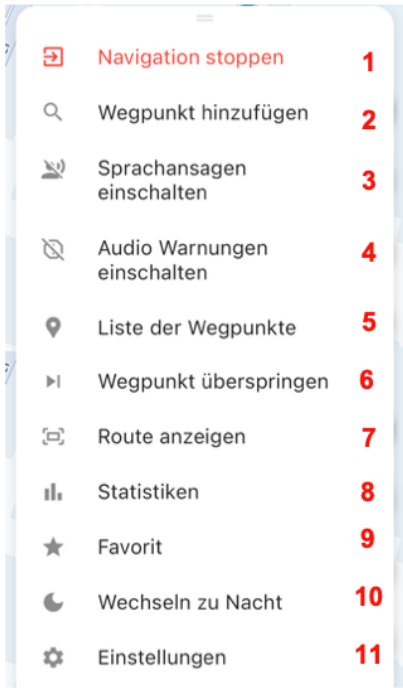 Navigation stoppen 1
Wegpunkt hinzufügen 2
Sprachansagen
einschalten 3
Audio Warnungen
einschalten 4
Liste der Wegpunkte 5
Wegpunkt überspringen 6
Route anzeigen 7
Statistiken 8
Favorit 9
Wechseln zu Nacht 10
Einstellungen 11